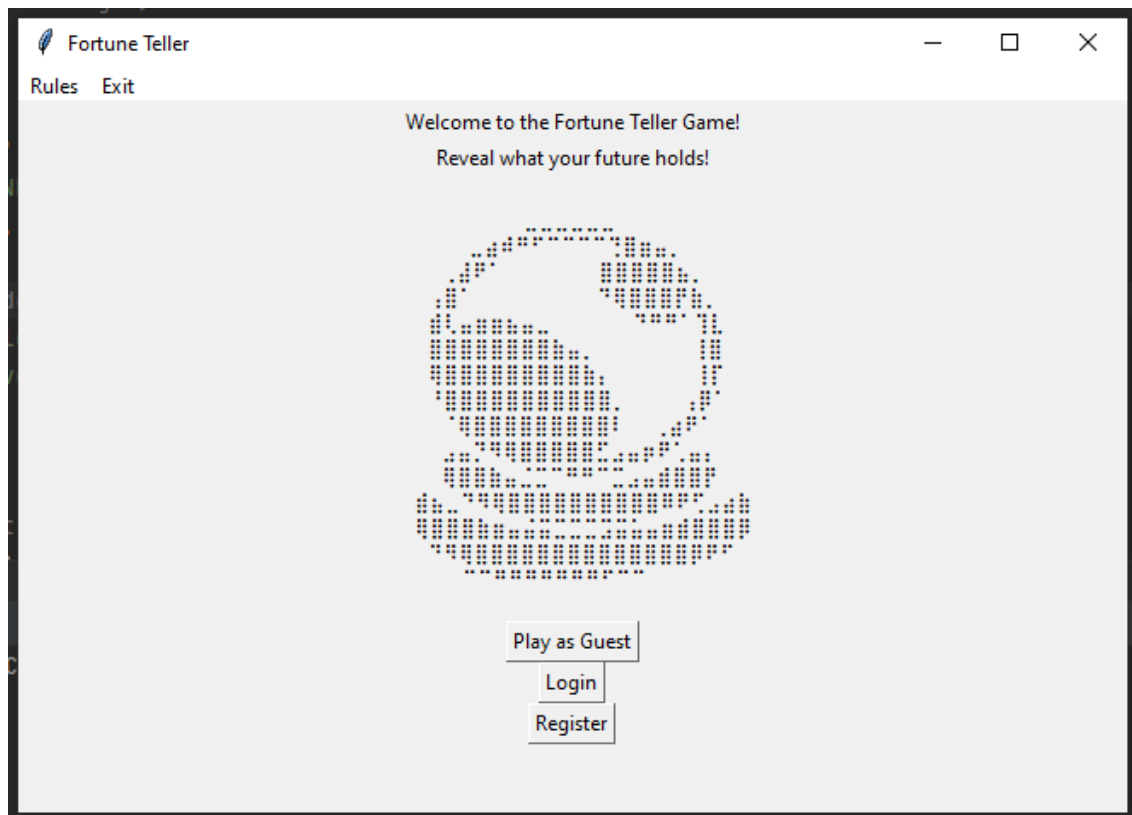 Fortune Teller
Rules Exit
Welcome to the Fortune Teller Game!
Reveal what your future holds!
Play as Guest
Login
Register